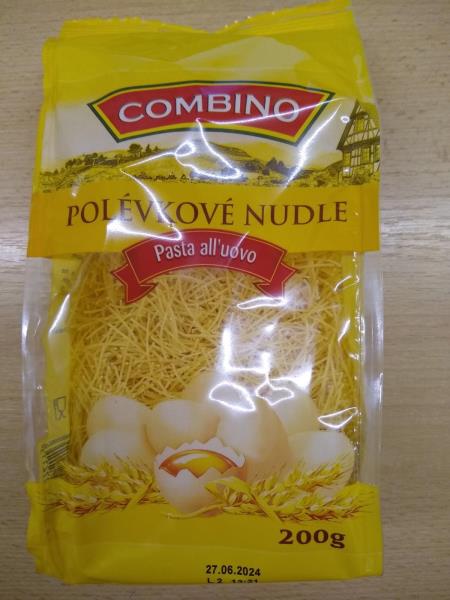 COMBINO
POLÉVKOVÉ NUDLE
Pasta all'uovo
200g
27.06.2024